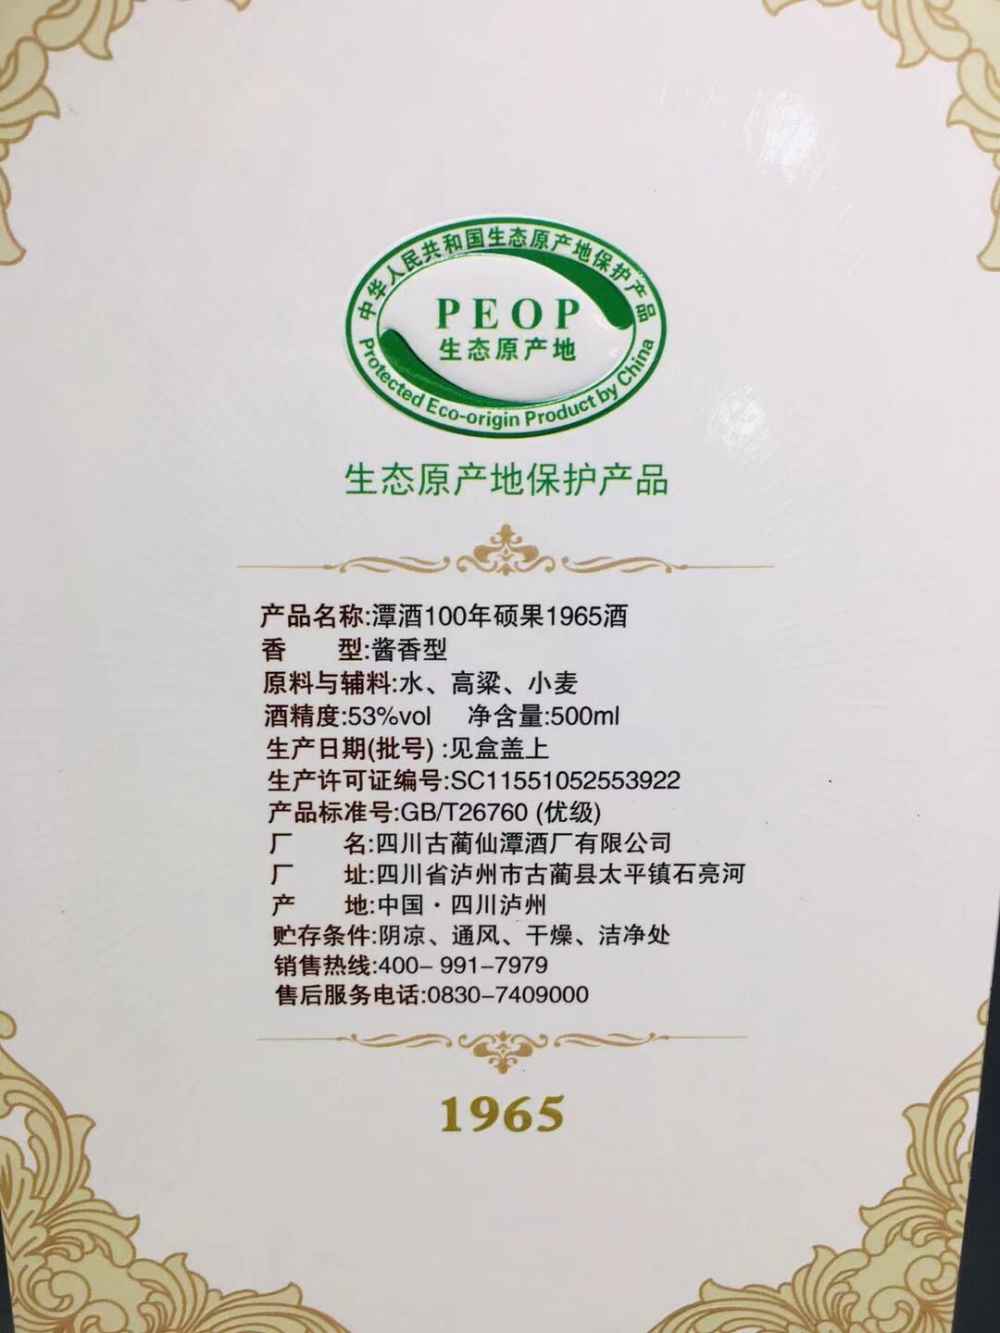 中华人民共和国生态原产地保护产品
PEOP
生态原产地
Protected Eco-origin Product by China
生态原产地保护产品
产品名称:潭酒100年硕果1965酒
香 型:酱香型
原料与辅料:水、高粱、小麦
酒精度:53%vol 净含量:500ml
生产日期(批号) :见盒盖上
生产许可证编号:SC11551052553922
产品标准号:GB/T26760 (优级)
厂 名:四川古蔺仙潭酒厂有限公司
厂 址:四川省泸州市古蔺县太平镇石亮河
产 地:中国·四川泸州
贮存条件:阴凉、通风、干燥、洁净处
销售热线:400- 991-7979
售后服务电话:0830-7409000
1965